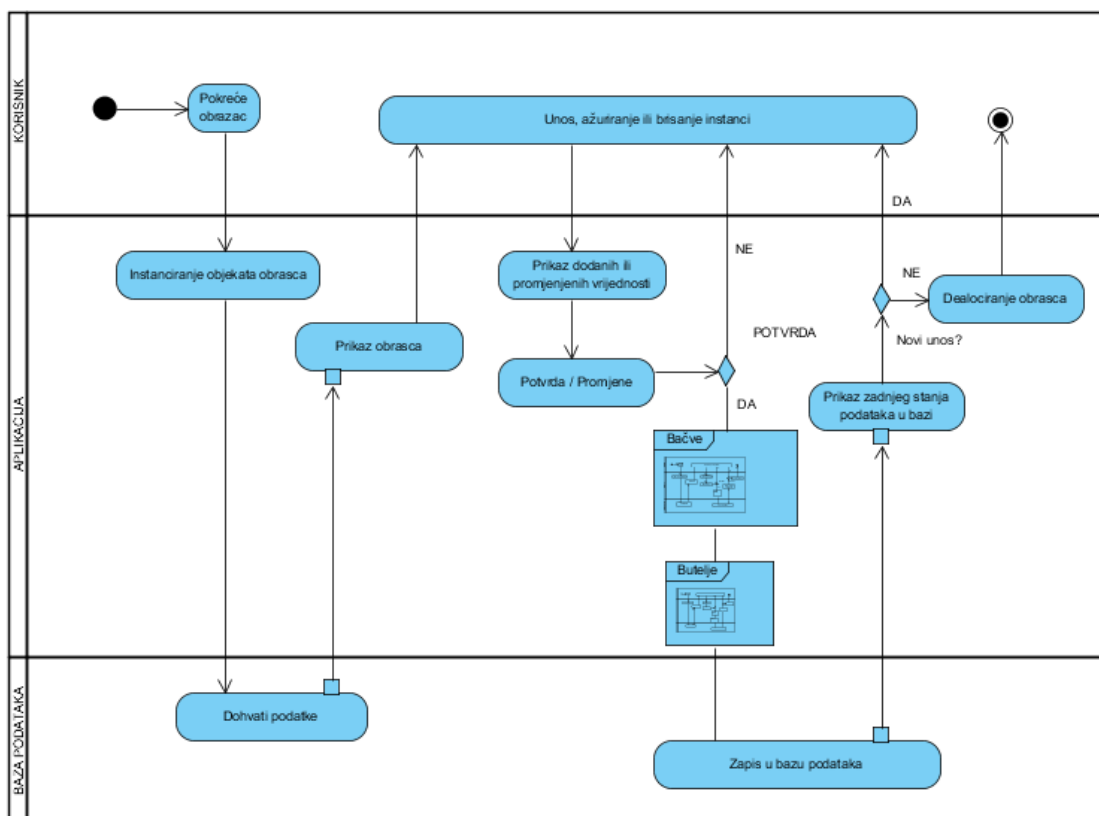 KORISNIK
Pokreće
obrazac
Unos, ažuriranje ili brisanje instanci
DA
APLIKACIJA
Instanciranje objekata obrasca
Prikaz obrasca
Prikaz dodanih ili
promjenjenih vrijednosti
Potvrda / Promjene
NE
POTVRDA
DA
Bačve
Butelje
NE
Dealociranje obrasca
Novi unos?
Prikaz zadnjeg stanja
podataka u bazi
BAZA PODATAKA
Dohvati podatke
Zapis u bazu podataka